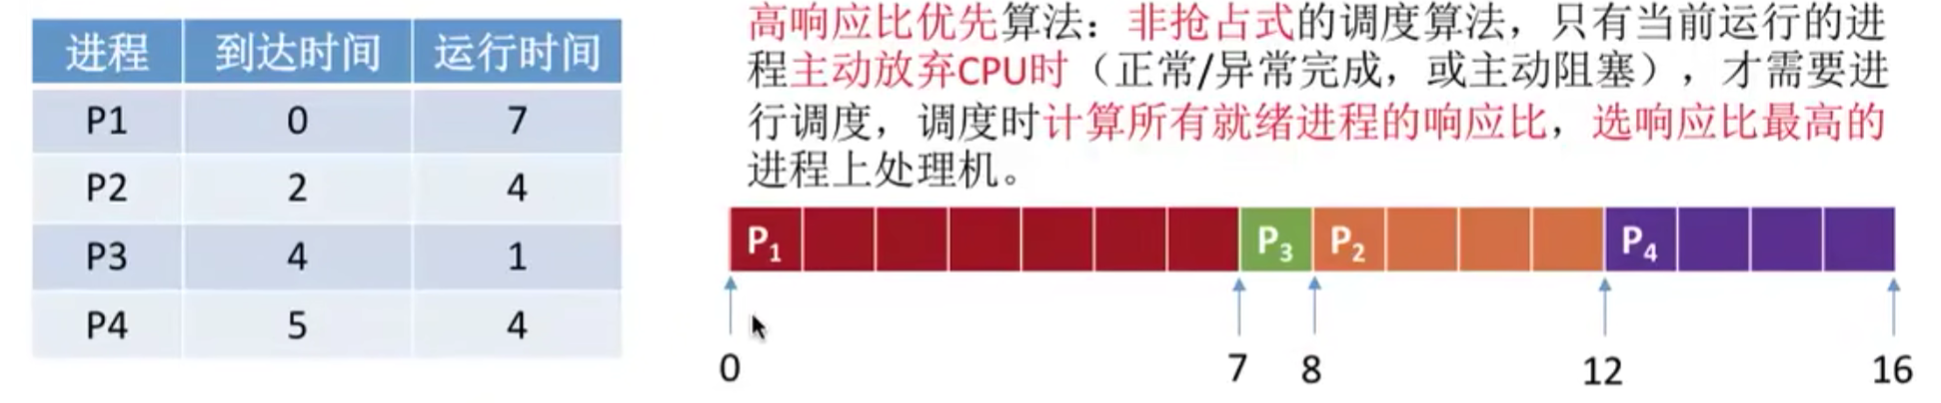 进程 到达时间 运行时间
P1 0 7
P2 2 4
P3 4 1
P4 5 4
高响应比优先算法：非抢占式的调度算法，只有当前运行的进
程主动放弃CPU时（正常/异常完成，或主动阻塞），才需要进
行调度，调度时计算所有就绪进程的响应比，选响应比最高的
进程上处理机。
P1 P3 P2 P4
0 7 8 12 16